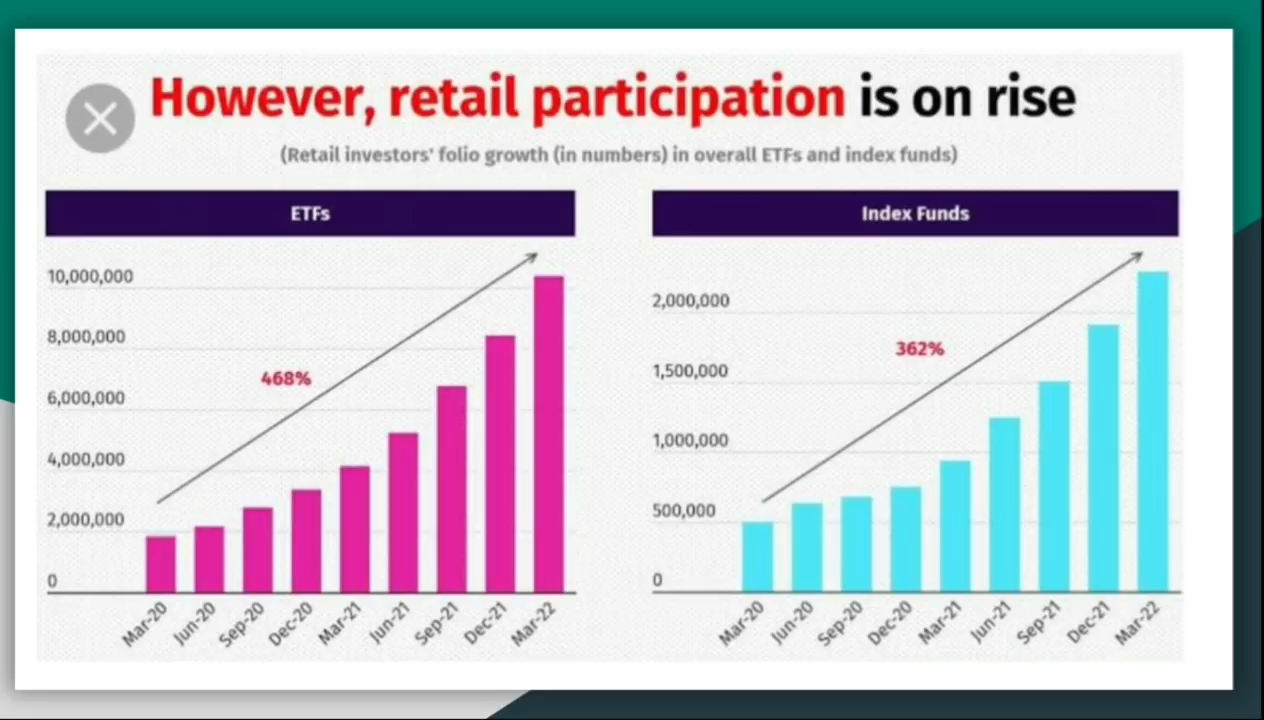 However, retail participation is on rise
(Retail investors' folio growth (in numbers) in overall ETFs and index funds)
ETFs
10,000,000
8,000,000
468%
6,000,000
4,000,000
2,000,000
0
Mar-20
Jun-20
Sep-20
Dec-20
Mar-21
Jun-21
Sep-21
Dec-21
Mar-22
Index Funds
2,000,000
362%
1,500,000
1,000,000
500,000
0
Mar-20
Jun-20
Sep-20
Dec-20
Mar-21
Jun-21
Sep-21
Dec-21
Mar-22